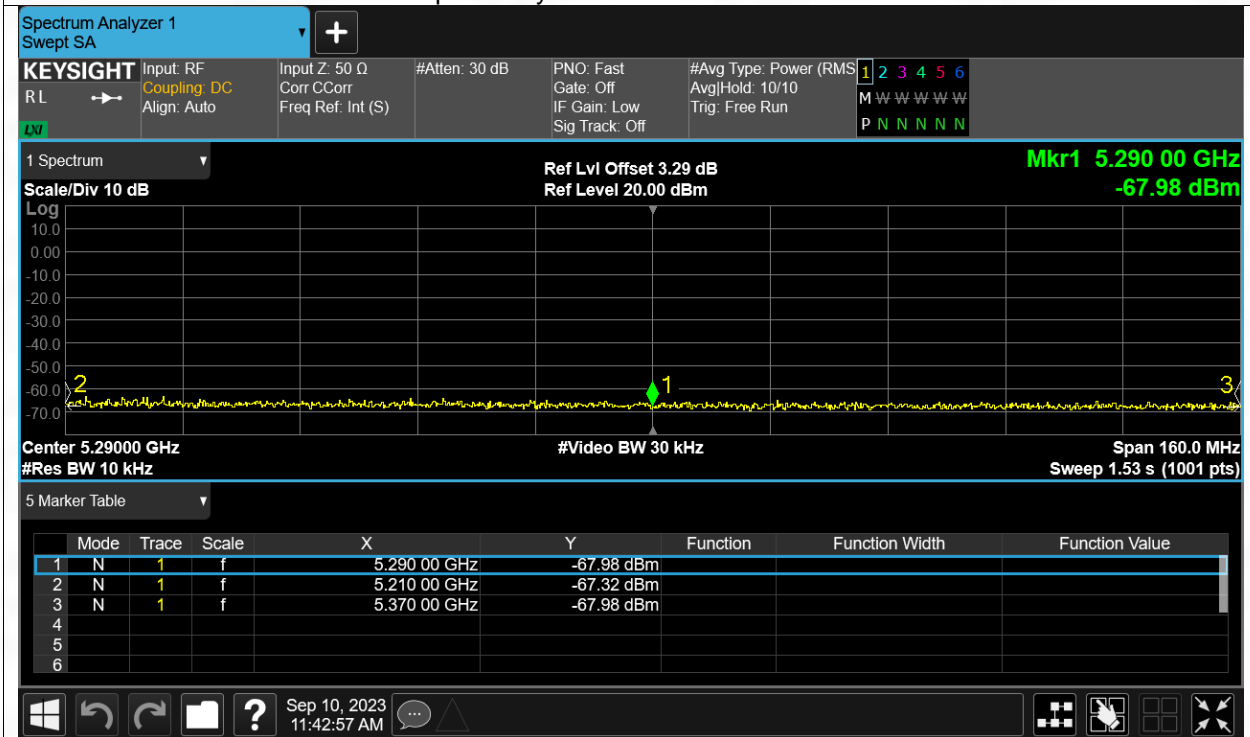 Spectrum Analyzer 1
Swept SA
+
KEYSIGHT Input: RF Input Z: 50 Ω #Atten: 30 dB PNO: Fast #Avg Type: Power (RMS 1 2 3 4 5 6
RL Coupling: DC Corr CCorr Gate: Off Avg|Hold: 10/10 M W W W W W
Align: Auto Freq Ref: Int (S) IF Gain: Low Trig: Free Run
LXI Sig Track: Off P N N N N N
1 Spectrum
Ref Lvl Offset 3.29 dB Mkr1 5.290 00 GHz
Scale/Div 10 dB Ref Level 20.00 dBm -67.98 dBm
Log
10.0
0.00
-10.0
-20.0
-30.0
-40.0
-50.0
-60.0 2 1 3
-70.0
Center 5.29000 GHz #Video BW 30 kHz Span 160.0 MHz
#Res BW 10 kHz Sweep 1.53 s (1001 pts)
5 Marker Table
Mode Trace Scale X Y Function Function Width Function Value
1 N 1 f 5.290 00 GHz -67.98 dBm
2 N 1 f 5.210 00 GHz -67.32 dBm
3 N 1 f 5.370 00 GHz -67.98 dBm
4
5
6
? Sep 10, 2023
11:42:57 AM